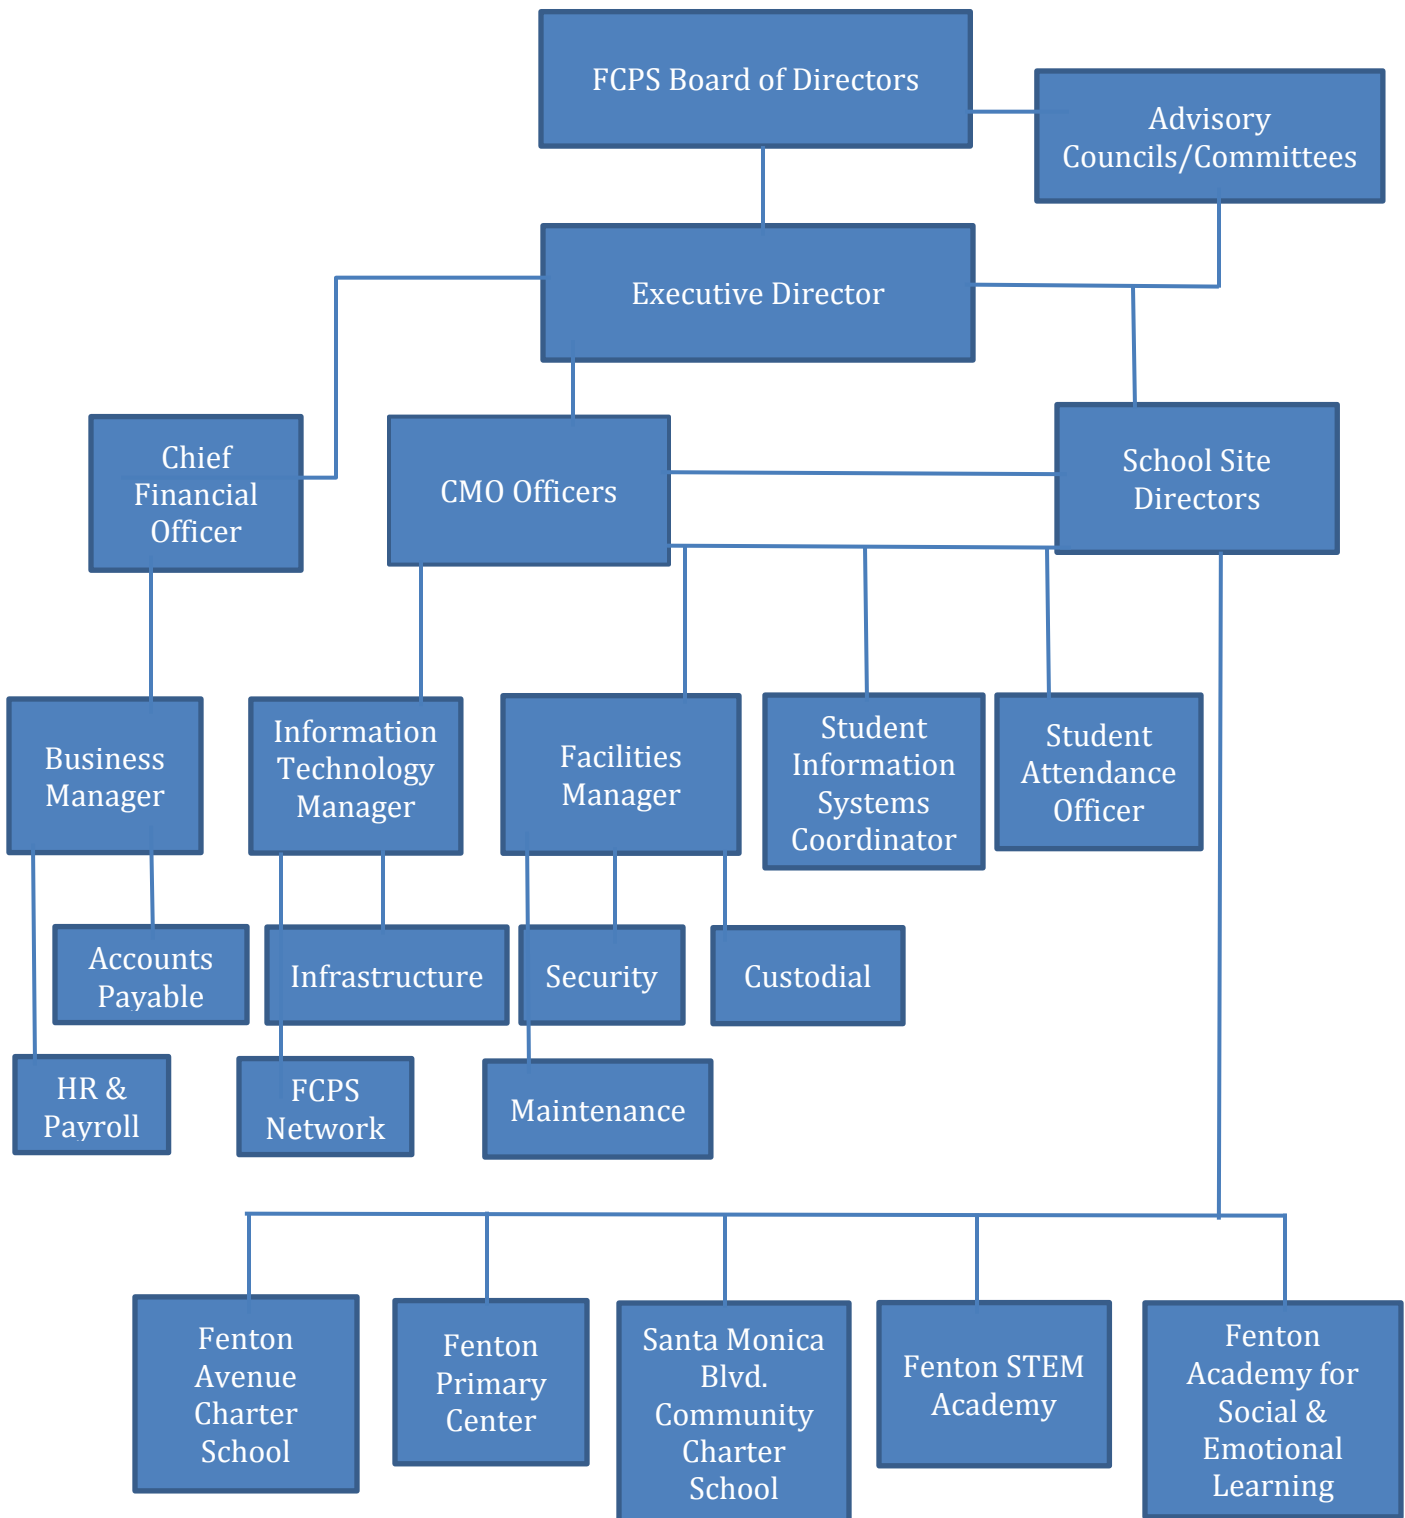 FCPS Board of Directors
Advisory
Councils/Committees
Executive Director
Chief
Financial
Officer
CMO Officers
School Site
Directors
Business
Manager
Information
Technology
Manager
Facilities
Manager
Student
Information
Systems
Coordinator
Student
Attendance
Officer
Accounts
Payable
Infrastructure
Security
Custodial
HR &
Payroll
FCPS
Network
Maintenance
Fenton
Avenue
Charter
School
Fenton
Primary
Center
Santa Monica
Blvd.
Community
Charter
School
Fenton STEM
Academy
Fenton
Academy for
Social &
Emotional
Learning